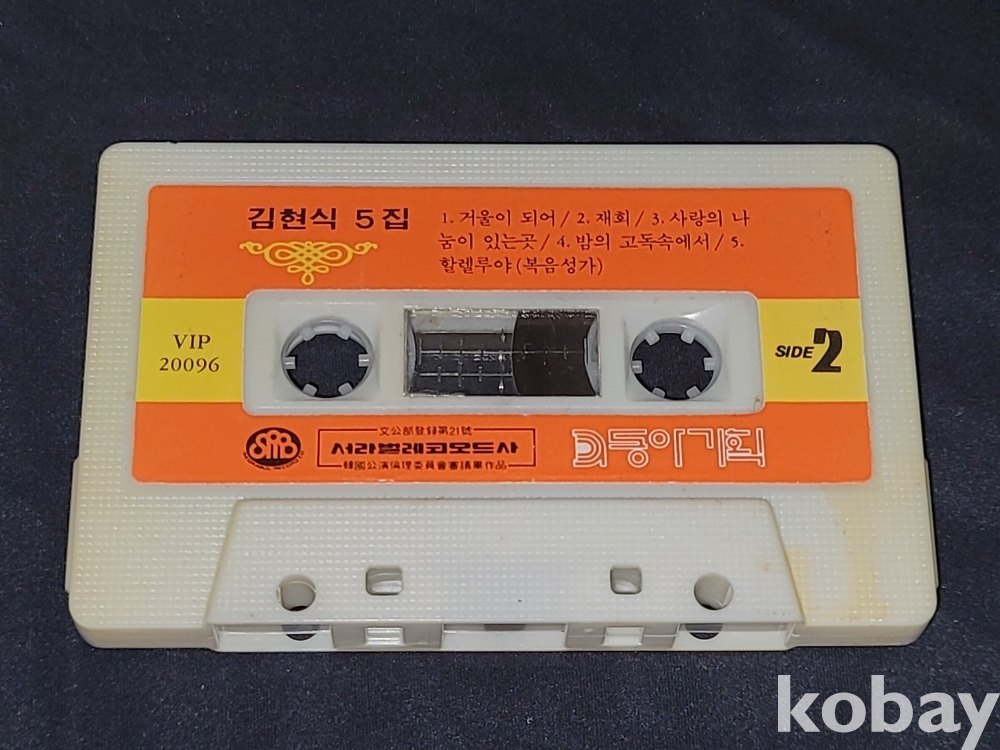 김현식 5집
1. 거울이 되어 / 2. 재회 / 3. 사랑의 나
눔이 있는곳 / 4. 밤의 고독속에서 / 5.
할렐루야 (복음성가)
VIP
20096
SIDE 2
SRB
文公部登録第21號
서라벌레코오드사
韓國公演倫理委員會審議畢作品
동아기획
kobay